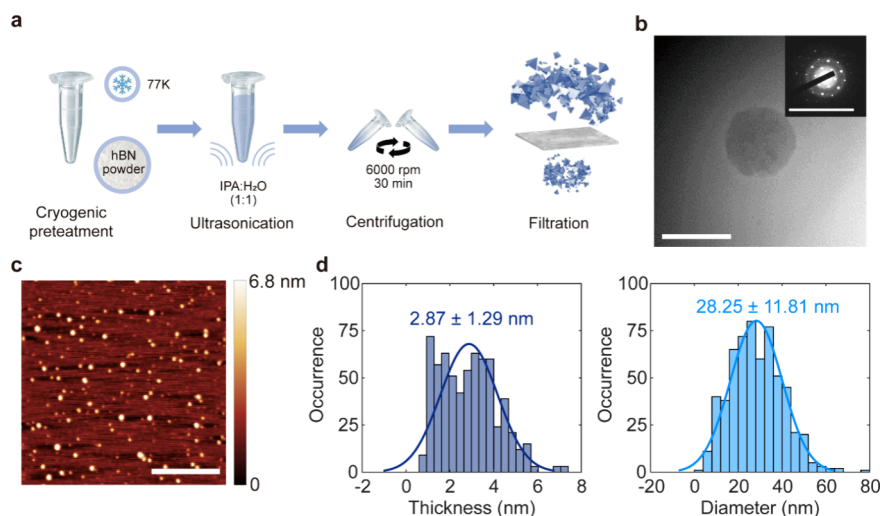 a
77K
hBN
powder
Cryogenic
pretreatment
IPA:H₂O
(1:1)
Ultrasonication
6000 rpm
30 min
Centrifugation
Filtration
b
c
6.8 nm
0
d
100
75
50
25
0
Occurrence
2.87 ± 1.29 nm
-2
0
2
4
6
8
Thickness (nm)
100
75
50
25
0
Occurrence
28.25 ± 11.81 nm
-20
0
20
40
60
80
Diameter (nm)